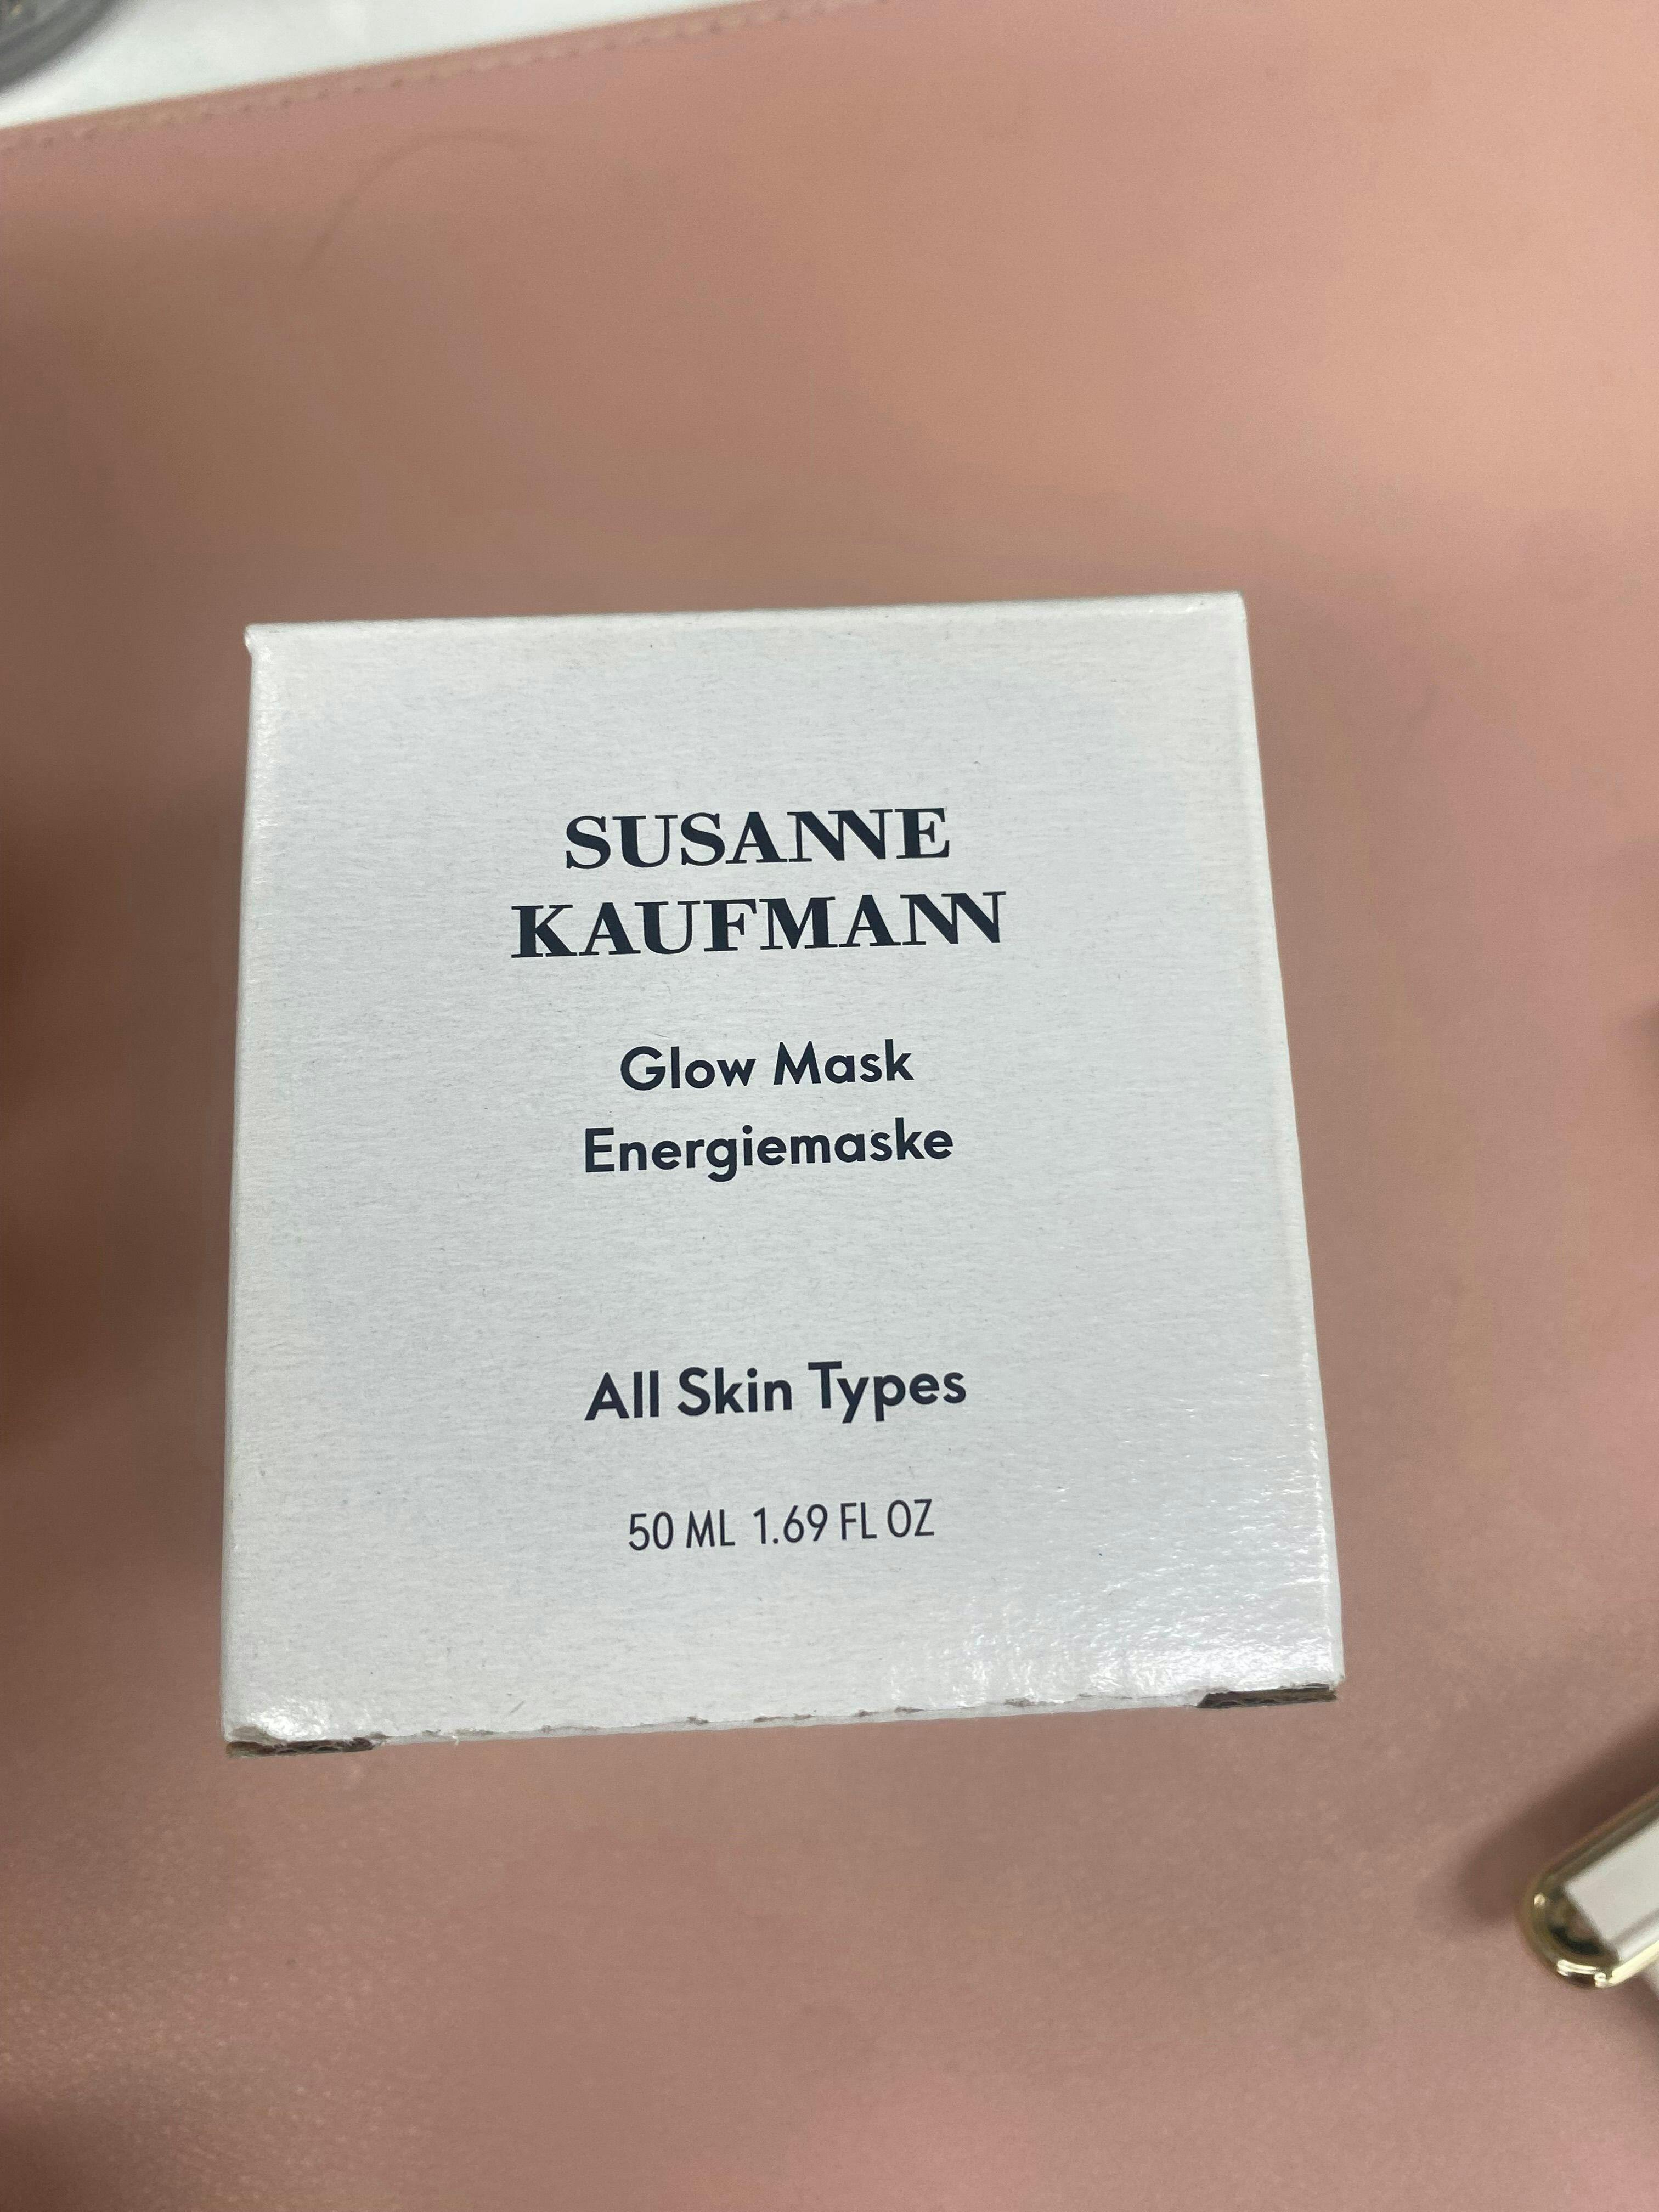 SUSANNE
KAUFMANN
Glow Mask
Energiemaske
All Skin Types
50 ML 1.69 FL OZ